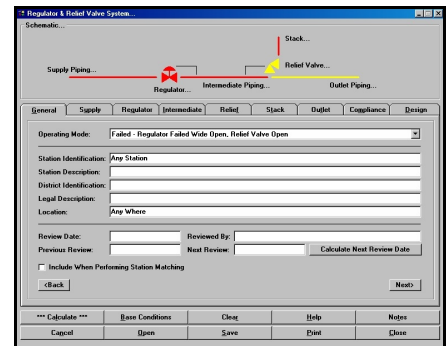 Regulator & Relief Valve System...
Schematic...
Stack...
Supply Piping...
Relief Valve...
Regulator...
Intermediate Piping...
Outlet Piping...
General Supply Regulator Intermediate Relief Stack Outlet Compliance Design
Operating Mode: Failed - Regulator Failed Wide Open, Relief Valve Open
Station Identification: Any Station
Station Description:
District Identification:
Legal Description:
Location: Any Where
Review Date: Reviewed By:
Previous Review: Next Review: Calculate Next Review Date
Include When Performing Station Matching
<Back Next>
*** Calculate *** Base Conditions Clear Help Notes
Cancel Open Save Print Close